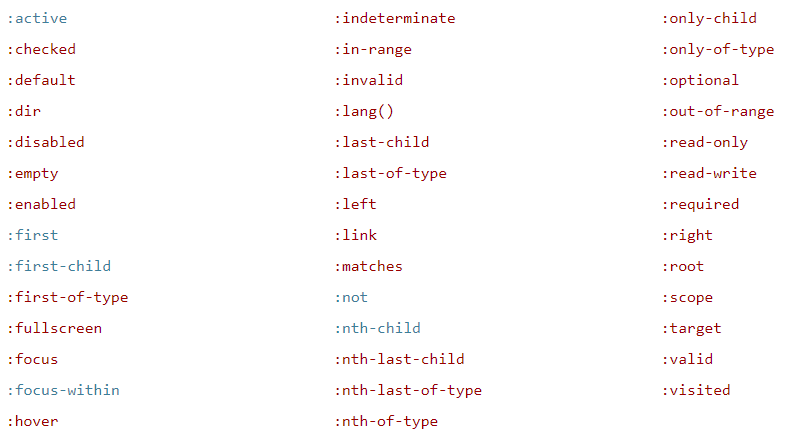 :active
:checked
:default
:dir
:disabled
:empty
:enabled
:first
:first-child
:first-of-type
:fullscreen
:focus
:focus-within
:hover
:indeterminate
:in-range
:invalid
:lang()
:last-child
:last-of-type
:left
:link
:matches
:not
:nth-child
:nth-last-child
:nth-last-of-type
:nth-of-type
:only-child
:only-of-type
:optional
:out-of-range
:read-only
:read-write
:required
:right
:root
:scope
:target
:valid
:visited